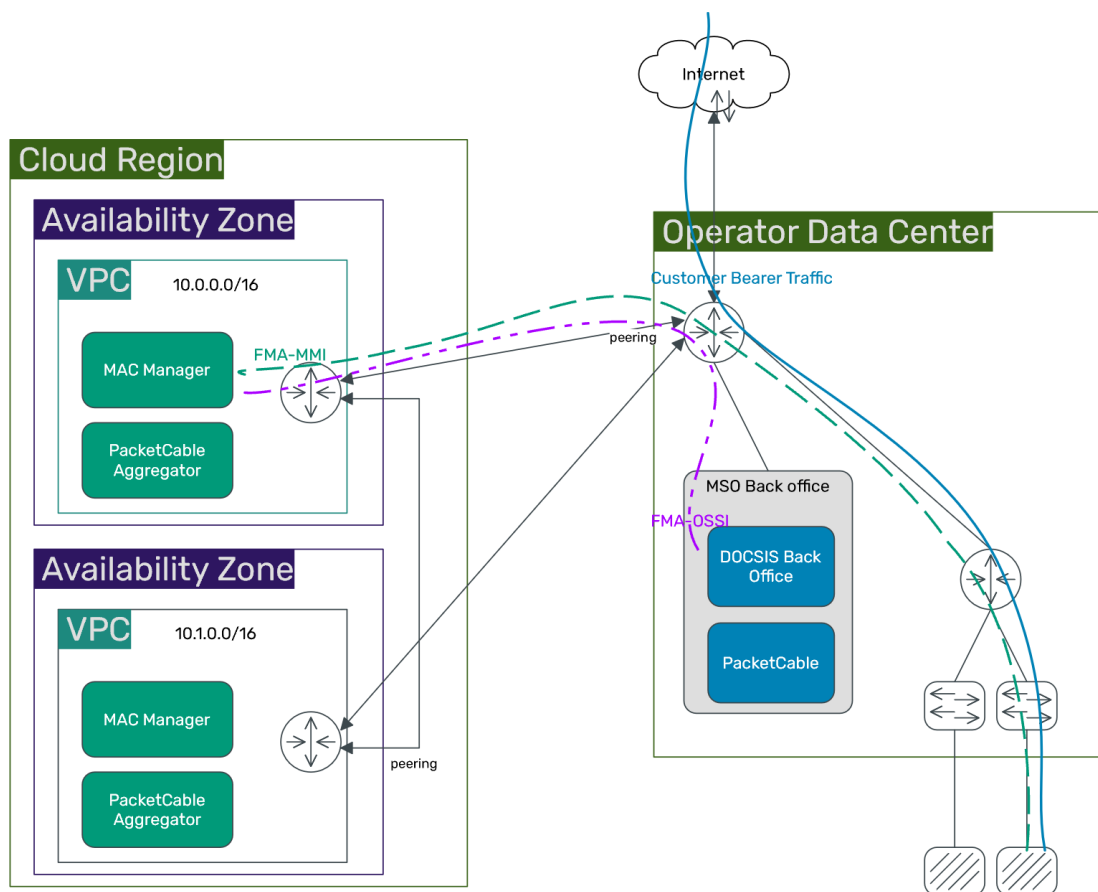 Internet
Cloud Region
Availability Zone
VPC
10.0.0.0/16
MAC Manager
FMA-MMI
PacketCable
Aggregator
Availability Zone
VPC
10.1.0.0/16
MAC Manager
PacketCable
Aggregator
peering
peering
Operator Data Center
Customer Bearer Traffic
MSO Back office
FMA-OSSI
DOCSIS Back
Office
PacketCable